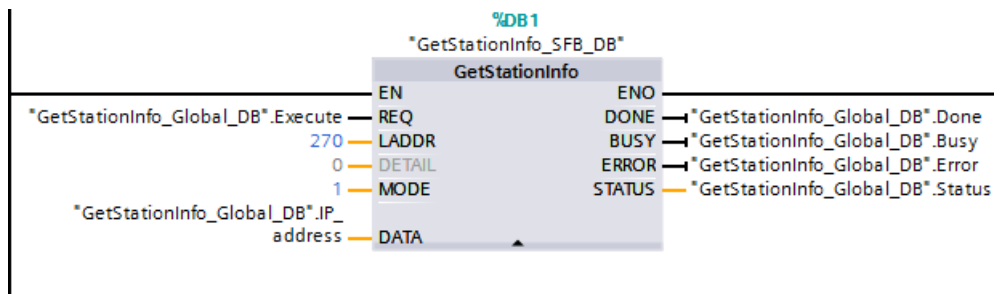 %DB1
"GetStationInfo_SFB_DB"
GetStationInfo
EN ENO
"GetStationInfo_Global_DB".Execute REQ DONE "GetStationInfo_Global_DB".Done
270 LADDR BUSY "GetStationInfo_Global_DB".Busy
0 DETAIL ERROR "GetStationInfo_Global_DB".Error
1 MODE STATUS "GetStationInfo_Global_DB".Status
"GetStationInfo_Global_DB".IP_
address DATA